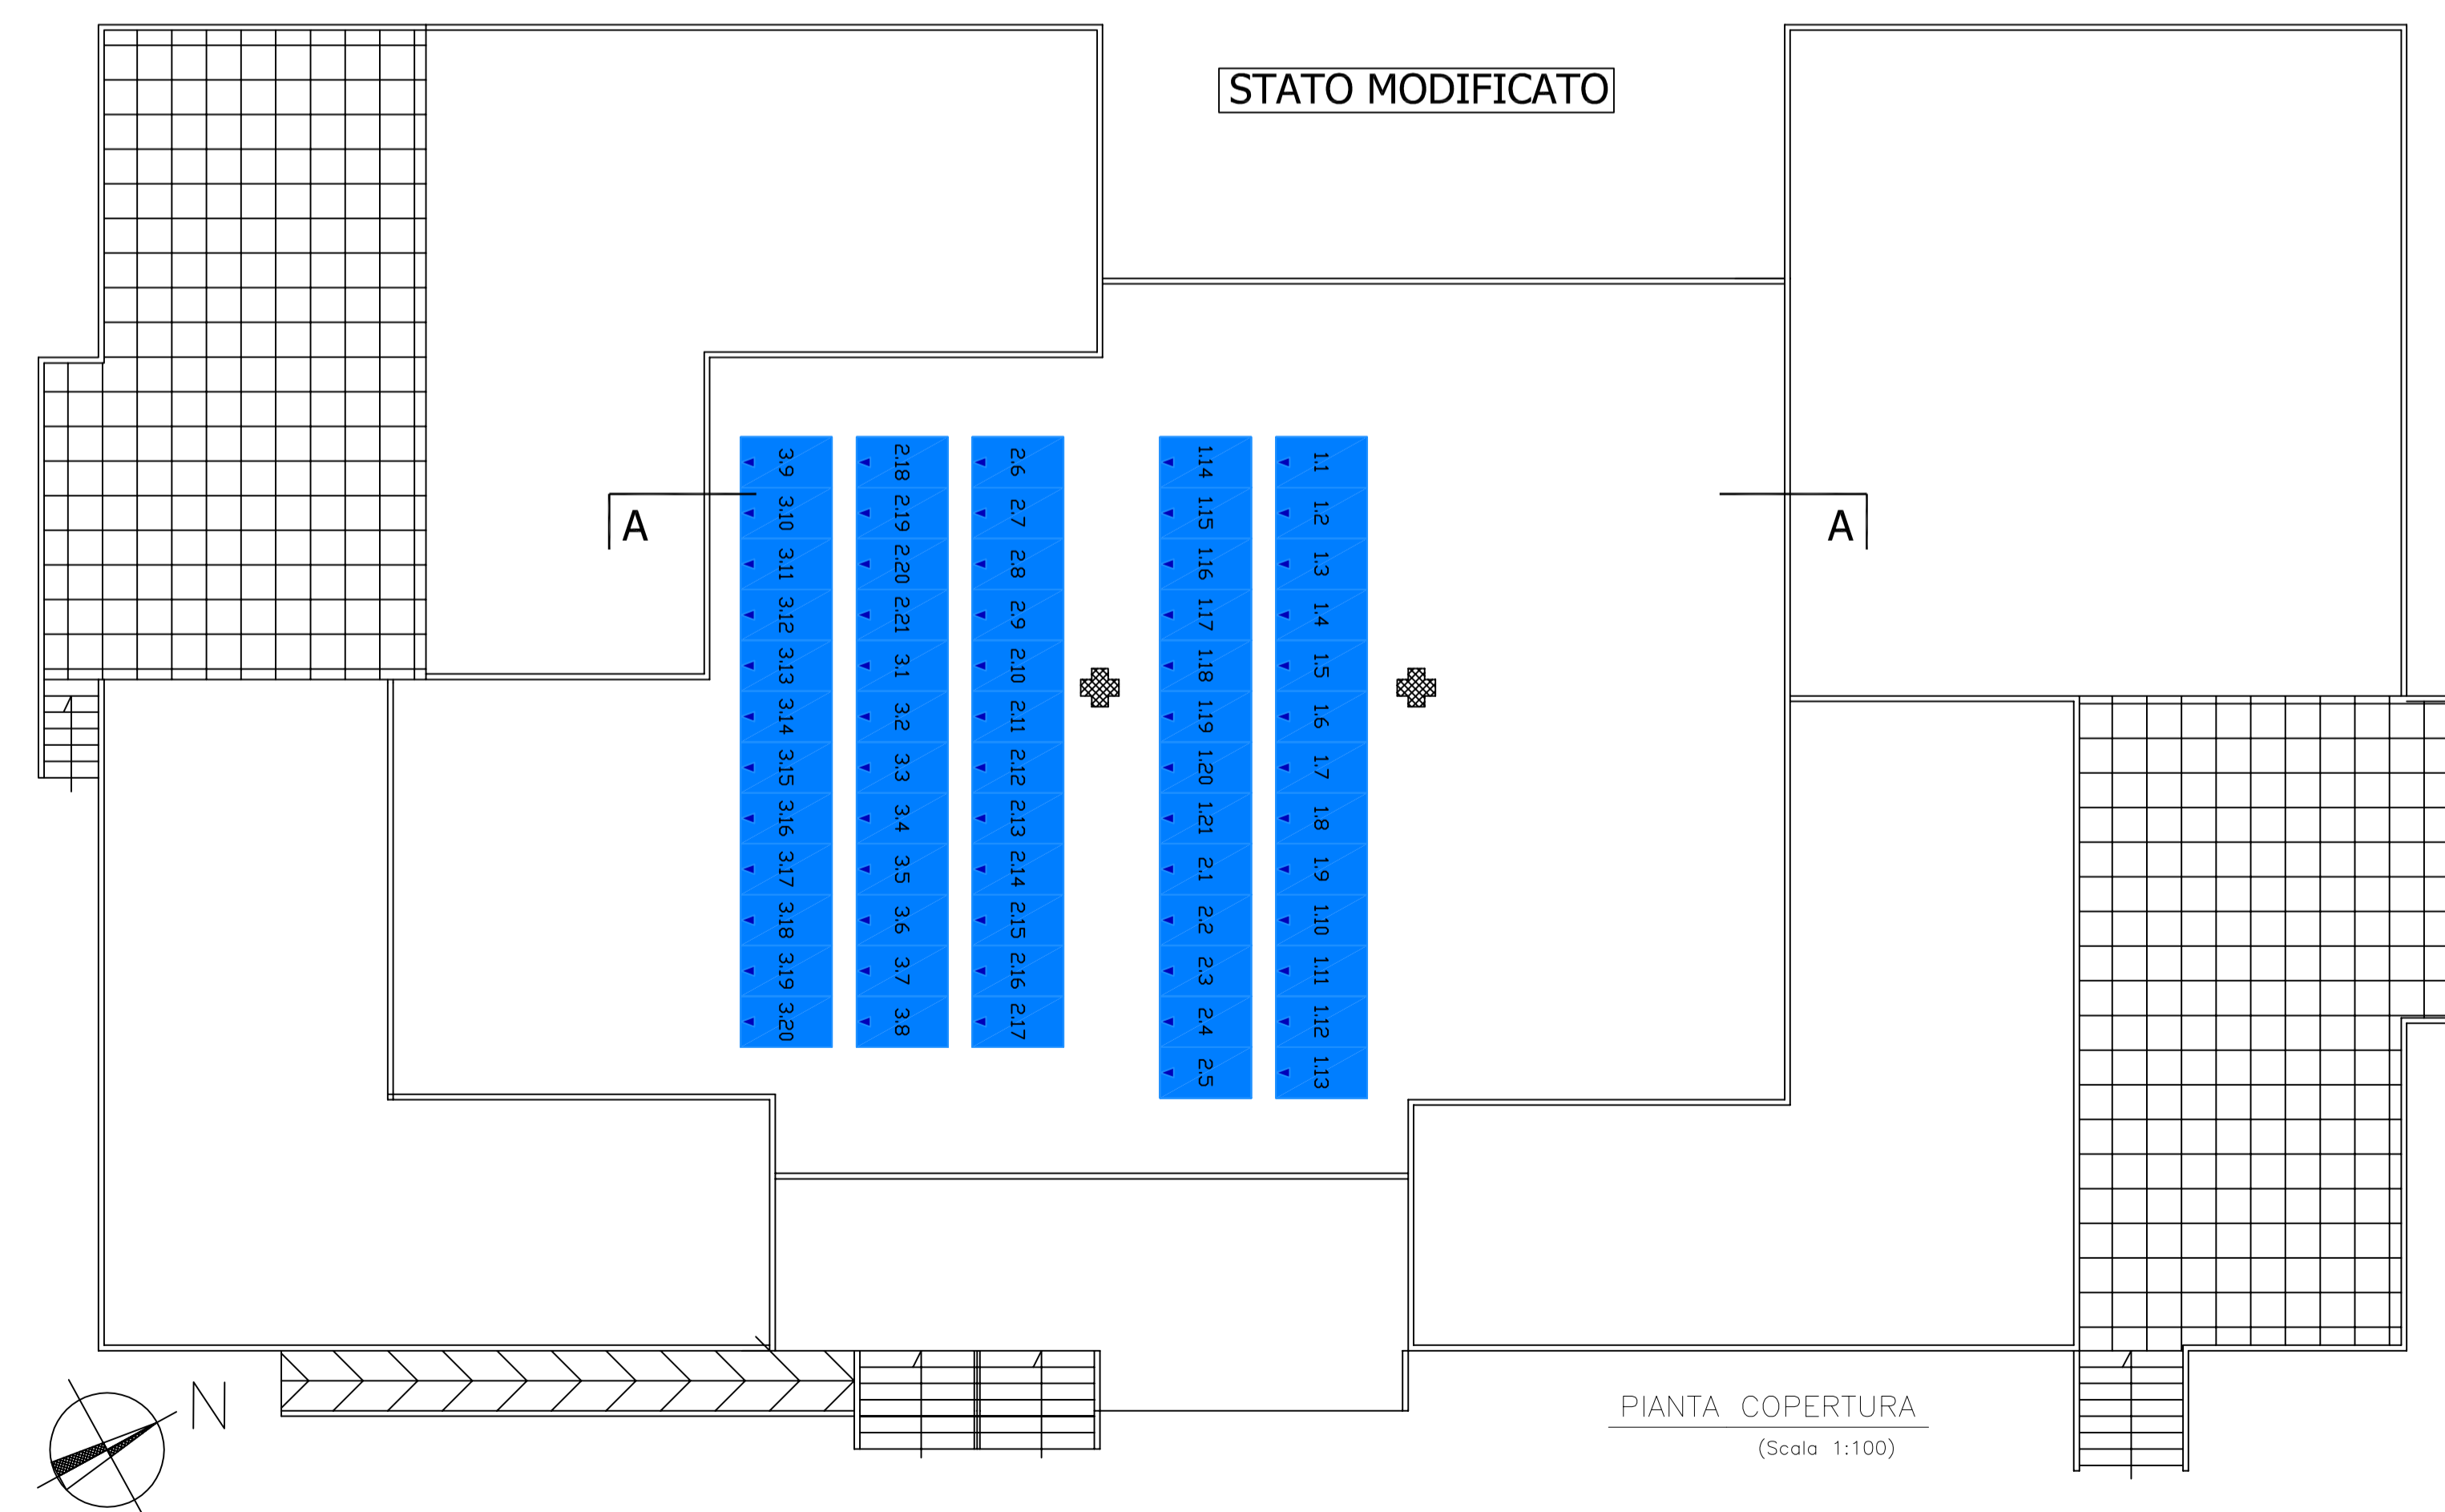 STATO MODIFICATO
3.9 2.18 2.6 1.14 1.1
3.10 2.19 2.7 1.15 1.2
A A
3.11 2.20 2.8 1.16 1.3
3.12 2.21 2.9 1.17 1.4
3.13 3.1 2.10 1.18 1.5
3.14 3.2 2.11 1.19 1.6
3.15 3.3 2.12 1.20 1.7
3.16 3.4 2.13 1.21 1.8
3.17 3.5 2.14 2.1 1.9
3.18 3.6 2.15 2.2 1.10
3.19 3.7 2.16 2.3 1.11
3.20 3.8 2.17 2.4 1.12
2.5 1.13
N
PIANTA COPERTURA
(Scala 1:100)